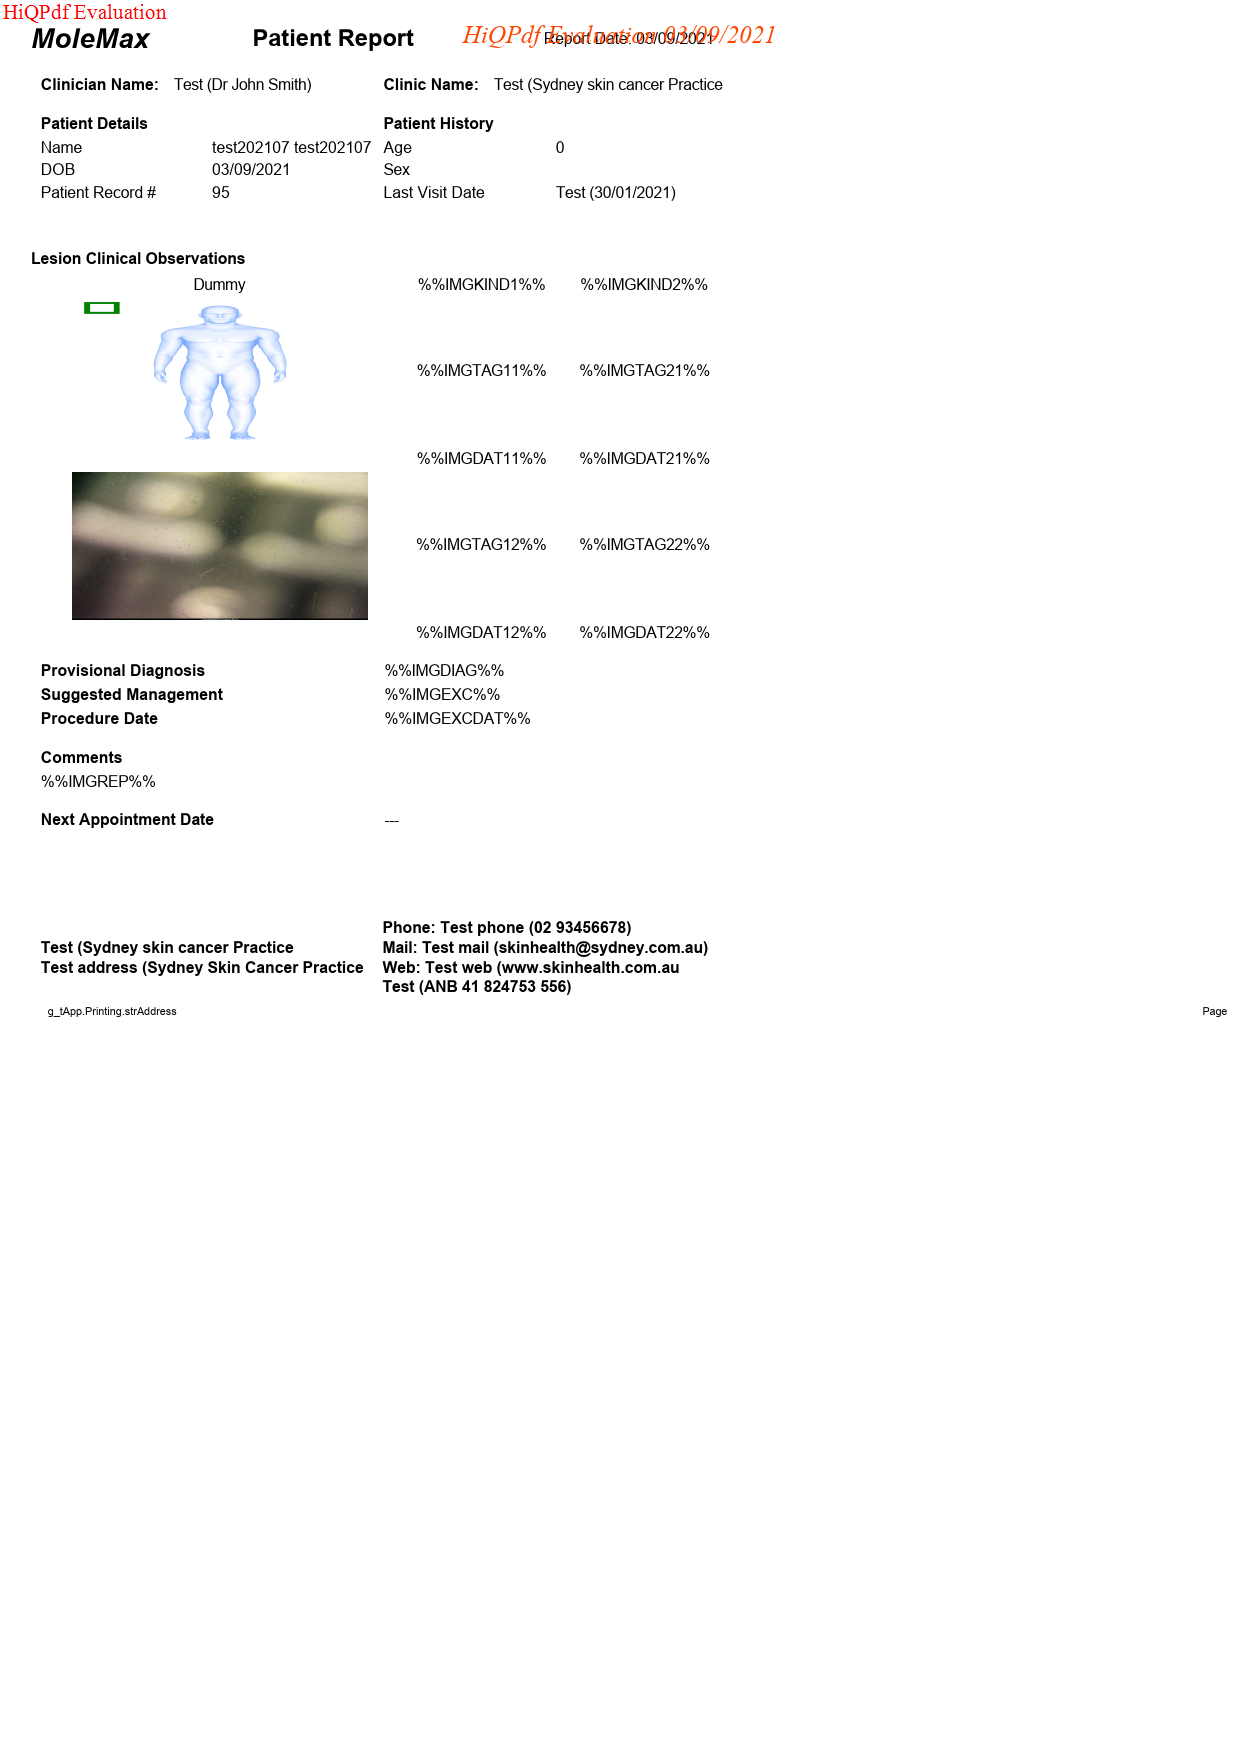 HiQPdf Evaluation
MoleMax Patient Report HiQPdf Evaluation 03/09/2021 Report Date: 03/09/2021
Clinician Name: Test (Dr John Smith) Clinic Name: Test (Sydney skin cancer Practice
Patient Details Patient History
Name test202107 test202107 Age 0
DOB 03/09/2021 Sex
Patient Record # 95 Last Visit Date Test (30/01/2021)
Lesion Clinical Observations
Dummy %%IMGKIND1%% %%IMGKIND2%%
%%IMGTAG11%% %%IMGTAG21%%
%%IMGDAT11%% %%IMGDAT21%%
%%IMGTAG12%% %%IMGTAG22%%
%%IMGDAT12%% %%IMGDAT22%%
Provisional Diagnosis %%IMGDIAG%%
Suggested Management %%IMGEXC%%
Procedure Date %%IMGEXCDAT%%
Comments
%%IMGREP%%
Next Appointment Date ---
Phone: Test phone (02 93456678)
Test (Sydney skin cancer Practice Mail: Test mail (skinhealth@sydney.com.au)
Test address (Sydney Skin Cancer Practice Web: Test web (www.skinhealth.com.au
Test (ANB 41 824753 556)
g_tApp.Printing.strAddress Page